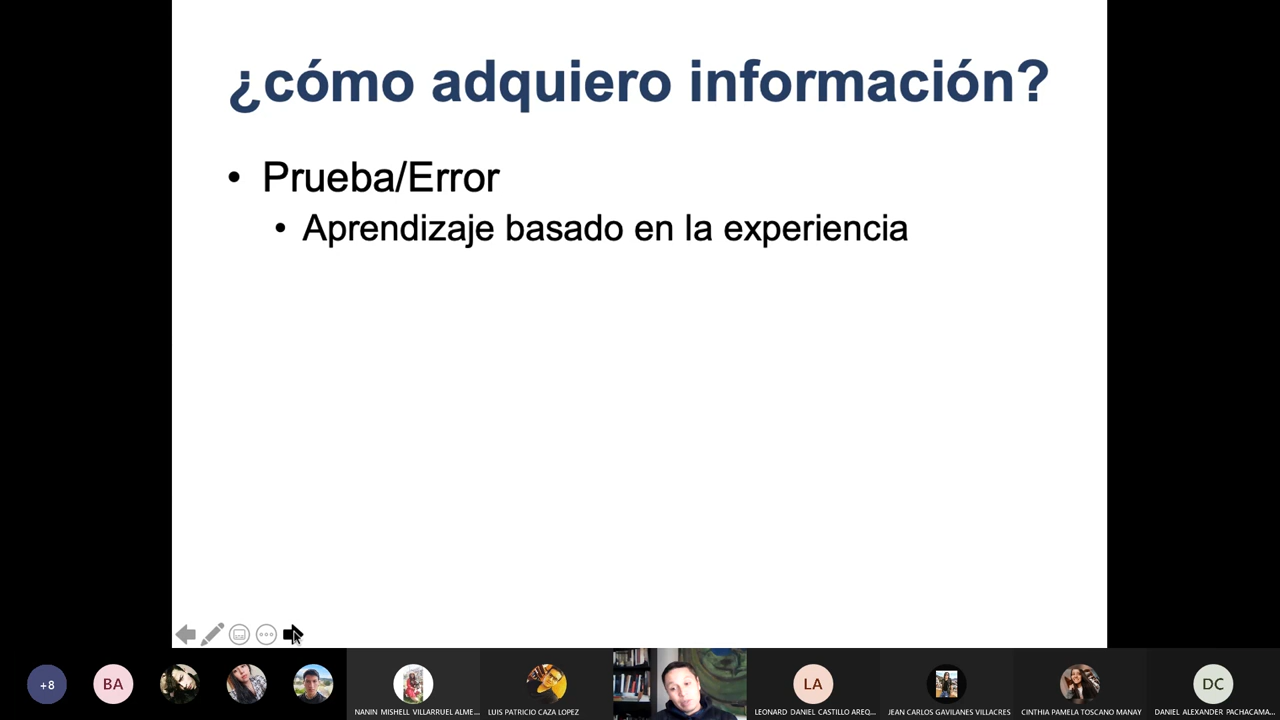 ¿cómo adquiero información?
• Prueba/Error
• Aprendizaje basado en la experiencia
+8
BA
NANIN MISHELL VILLARRUEL ALME...
LUIS PATRICIO CAZA LOPEZ
LA
LEONARD DANIEL CASTILLO AREQ...
JEAN CARLOS GAVILANES VILLACRES
CINTHIA PAMELA TOSCANO MANAY
DC
DANIEL ALEXANDER PACHACAMA...